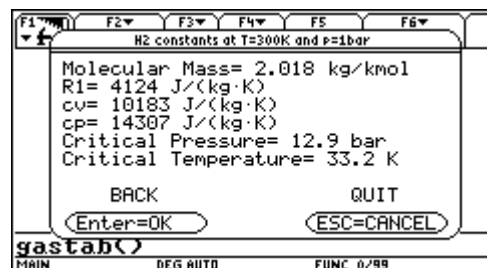 F1 F2▾ F3▾ F4▾ F5 F6▾
H2 constants at T=300K and p=1bar
Molecular Mass= 2.018 kg/kmol
R1= 4124 J/(kg·K)
cv= 10183 J/(kg·K)
cp= 14307 J/(kg·K)
Critical Pressure= 12.9 bar
Critical Temperature= 33.2 K
BACK QUIT
Enter=OK ESC=CANCEL
gastab()
MAIN DEG AUTO FUNC 0/99